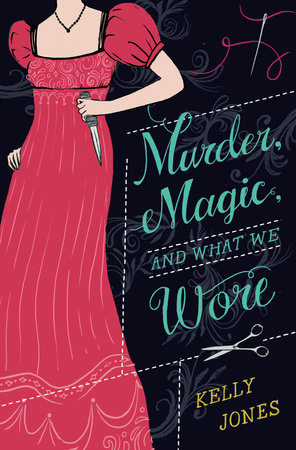 Murder,
Magic,
AND WHAT WE
Wore
KELLY
JONES